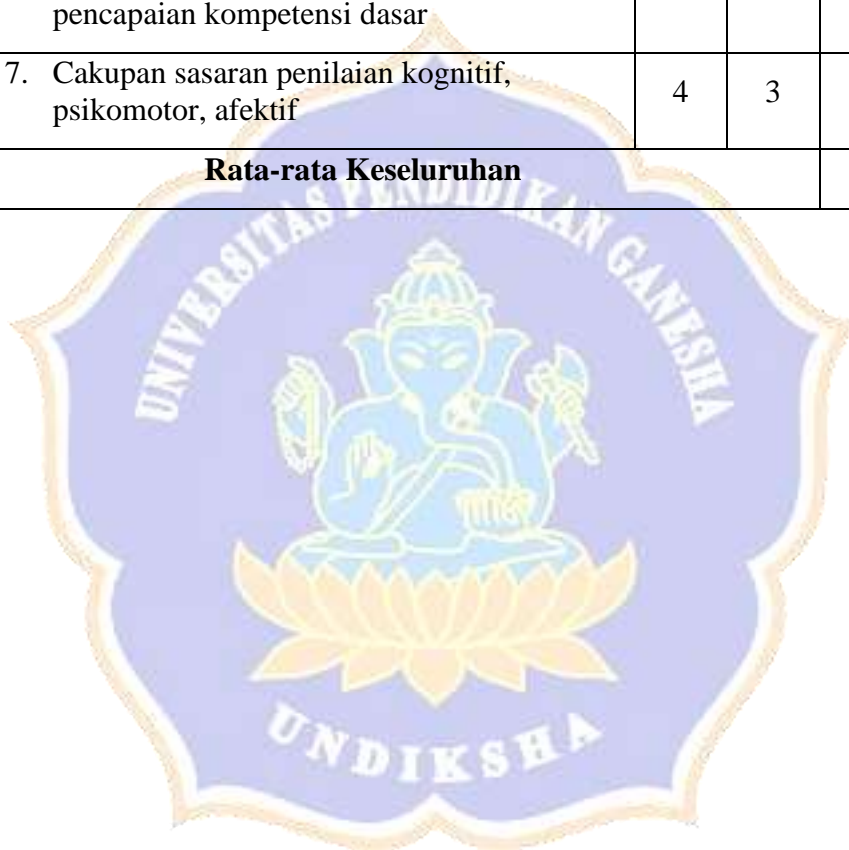 pencapaian kompetensi dasar
7. Cakupan sasaran penilaian kognitif, 4 3
psikomotor, afektif
Rata-rata Keseluruhan
UNIVERSITAS PENDIDIKAN GANESHA
UNDIKSHA